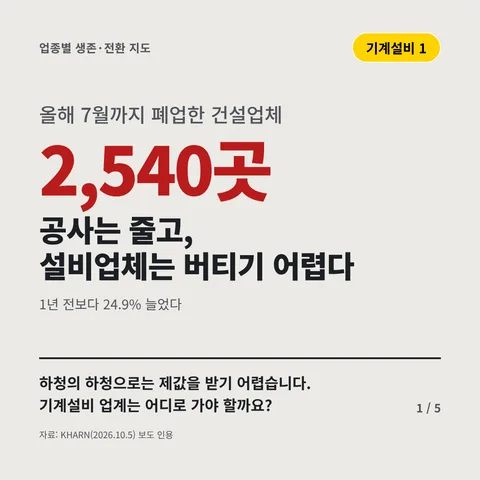 업종별 생존·전환 지도
기계설비 1
올해 7월까지 폐업한 건설업체
2,540곳
공사는 줄고,
설비업체는 버티기 어렵다
1년 전보다 24.9% 늘었다
하청의 하청으로는 제값을 받기 어렵습니다.
기계설비 업계는 어디로 가야 할까요?
1 / 5
자료: KHARN(2026.10.5) 보도 인용